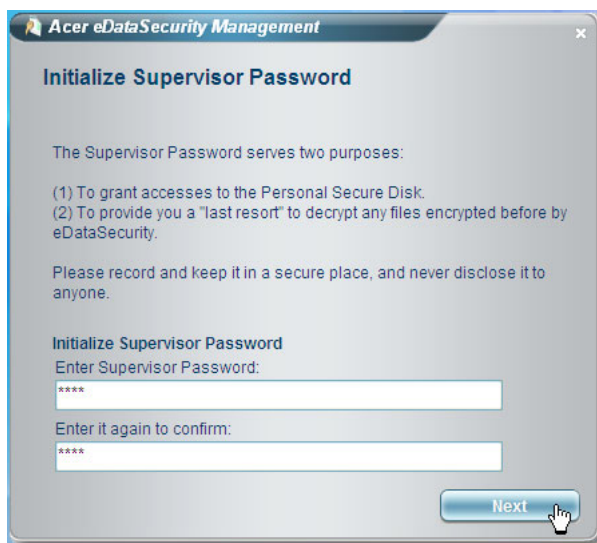 Acer eDataSecurity Management
Initialize Supervisor Password
The Supervisor Password serves two purposes:
(1) To grant accesses to the Personal Secure Disk.
(2) To provide you a "last resort" to decrypt any files encrypted before by
eDataSecurity.
Please record and keep it in a secure place, and never disclose it to
anyone.
Initialize Supervisor Password
Enter Supervisor Password:
****
Enter it again to confirm:
****
Next